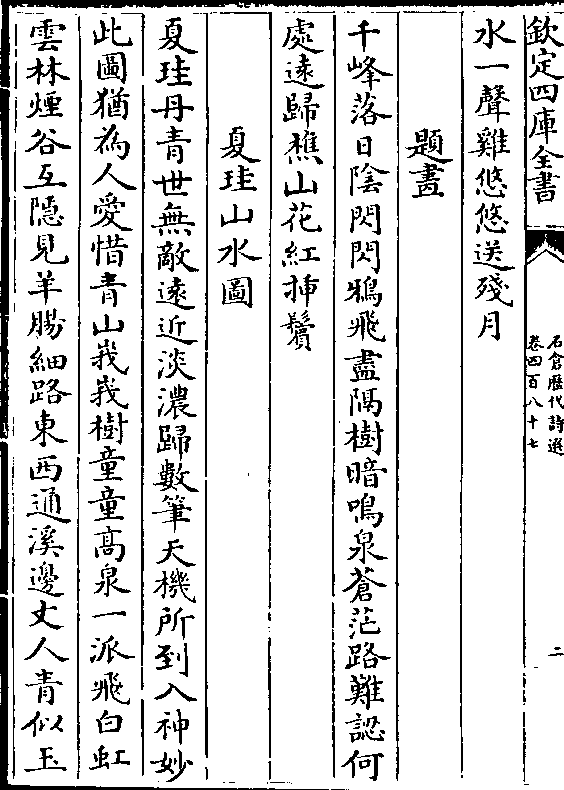 欽定四庫全書
石倉歷代詩選
卷四百八十七
二
水一聲雞悠悠送殘月
題畫
千峰落日陰閃閃鴉飛盡隔樹暗鳴泉蒼茫路難認何
處遠歸樵山花紅揷鬢
夏珪山水圖
夏珪丹青世無敵遠近淡濃歸數筆天機所到入神妙
此圖猶為人愛惜青山峩峩樹童童高泉一派飛白虹
雲林煙谷互隱見羊腸細路東西通溪邊丈人青似玉